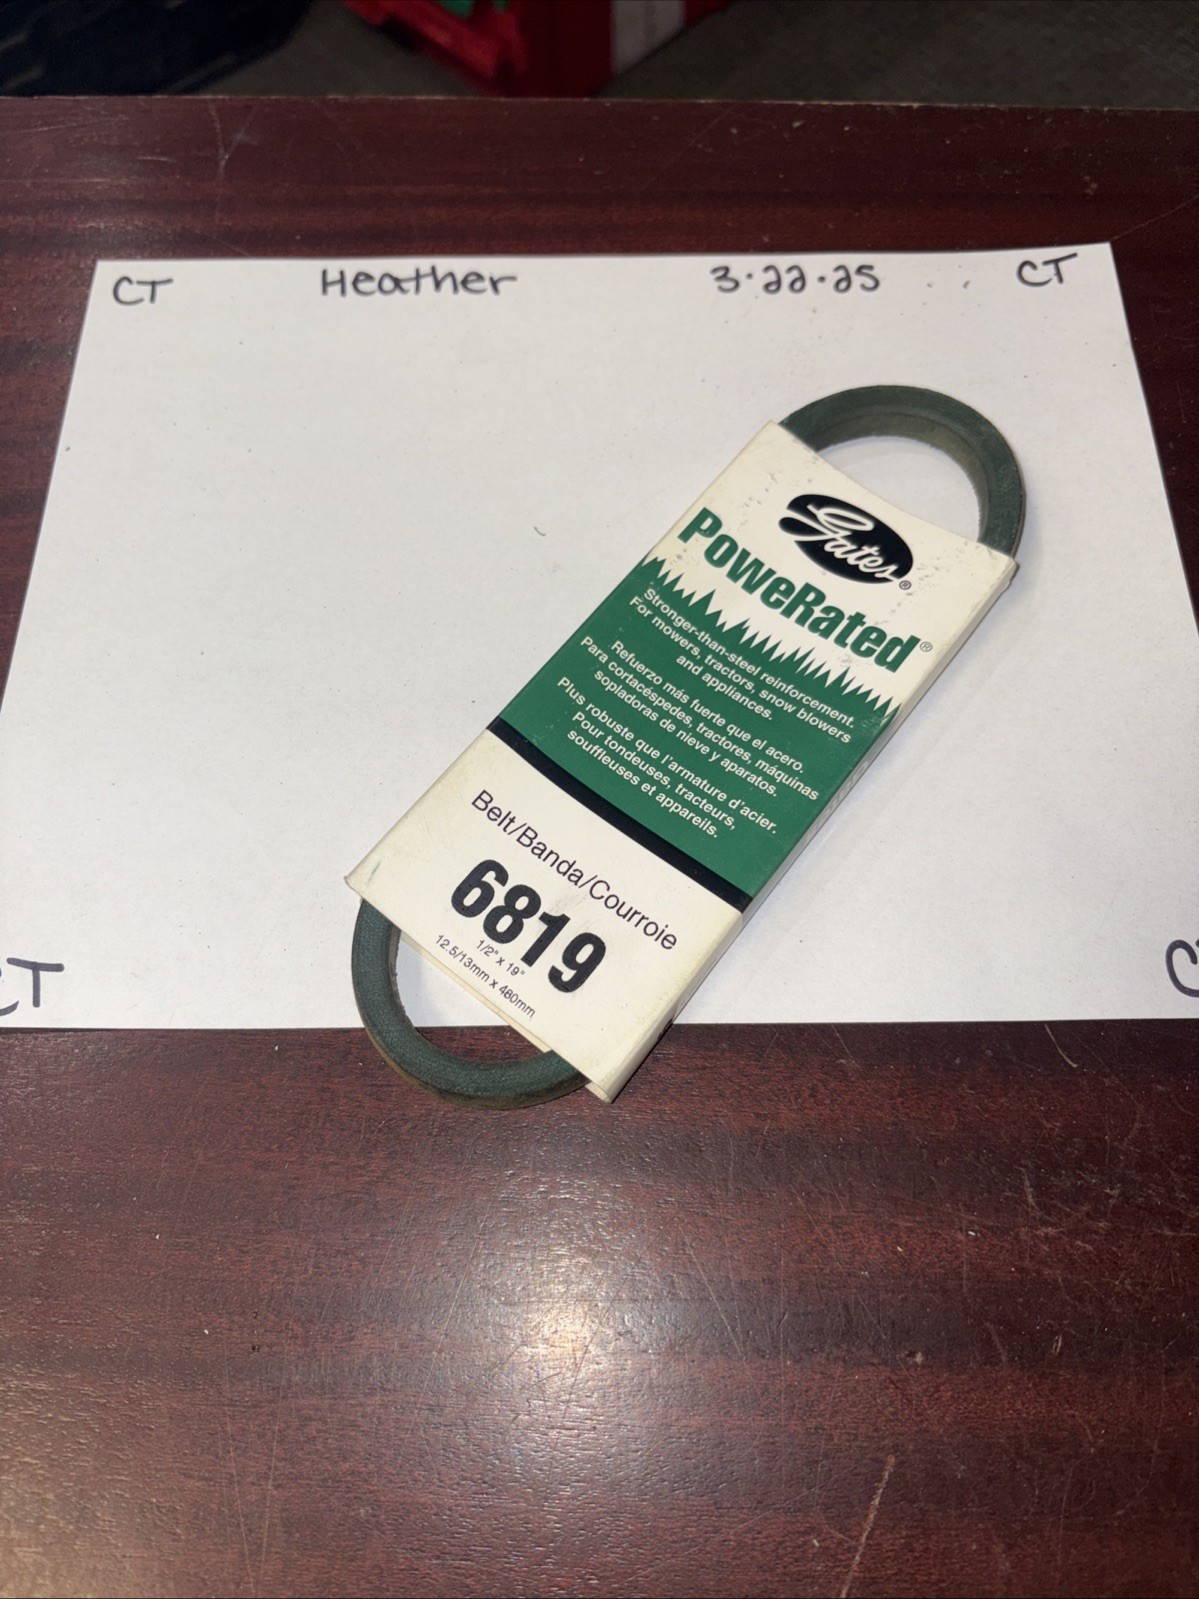 CT Heather 3·22·25 CT
Gates®
PoweRated®
Stronger-than-steel reinforcement.
For mowers, tractors, snow blowers
and appliances.
Refuerzo más fuerte que el acero.
Para cortacéspedes, tractores, máquinas
sopladoras de nieve y aparatos.
Plus robuste que l'armature d'acier.
Pour tondeuses, tracteurs,
souffleuses et appareils.
Belt/Banda/Courroie
6819
1/2" x 19"
12.5/13mm x 480mm
CT CT